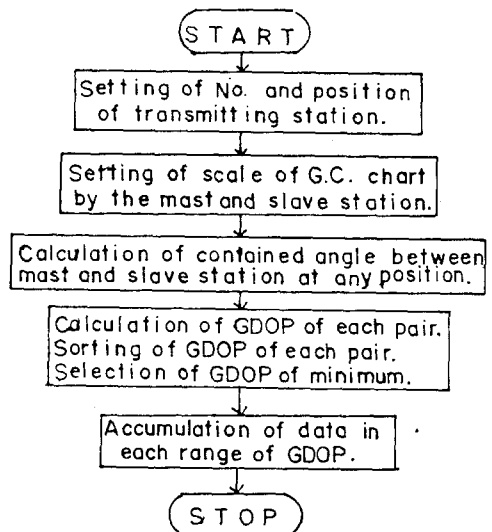 START
Setting of No. and position
of transmitting station.
Setting of scale of G.C. chart
by the mast and slave station.
Calculation of contained angle between
mast and slave station at any position.
Calculation of GDOP of each pair.
Sorting of GDOP of each pair.
Selection of GDOP of minimum.
Accumulation of data in
each range of GDOP.
STOP